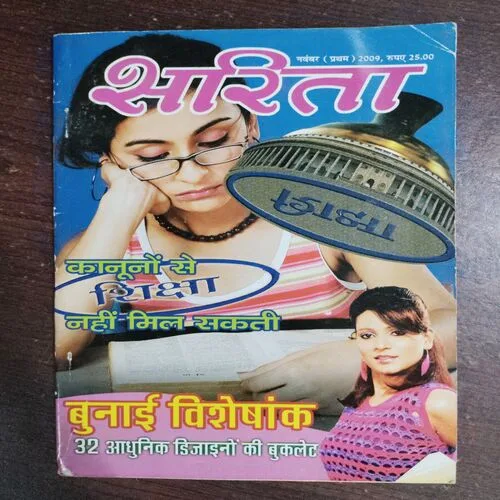 नवंबर ( प्रथम ) 2009, रुपए 25.00
सरिता
शिक्षा
कानूनों से
शिक्षा
नहीं मिल सकती
बुनाई विशेषांक
32 आधुनिक डिजाइनों की बुकलेट